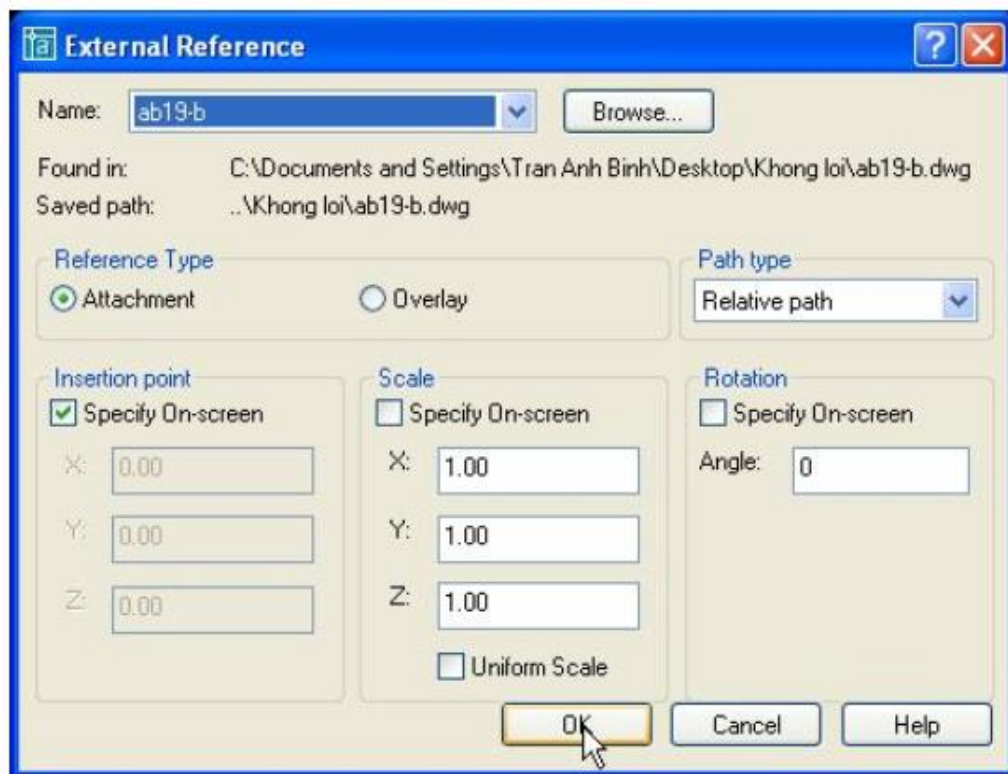 External Reference
Name: ab19-b Browse...
Found in: C:\Documents and Settings\Tran Anh Binh\Desktop\Khong loi\ab19-b.dwg
Saved path: ..\Khong loi\ab19-b.dwg
Reference Type
Attachment Overlay
Path type
Relative path
Insertion point
Specify On-screen
X: 0.00
Y: 0.00
Z: 0.00
Scale
Specify On-screen
X: 1.00
Y: 1.00
Z: 1.00
Uniform Scale
Rotation
Specify On-screen
Angle: 0
OK Cancel Help